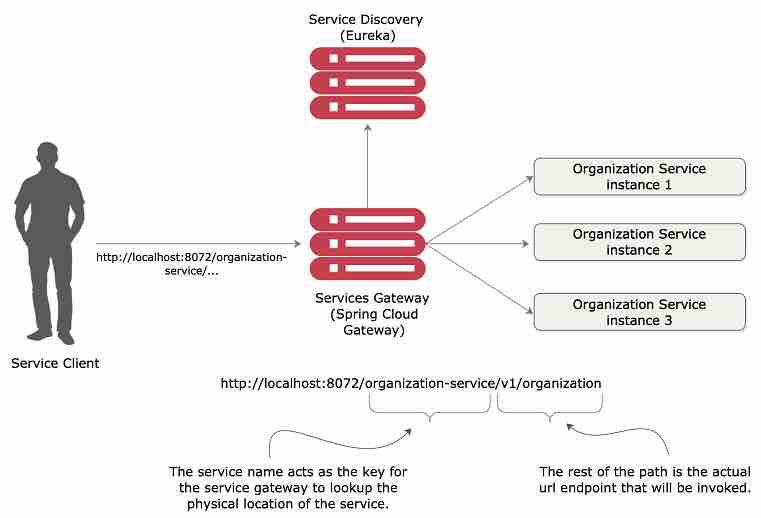 Service Discovery
(Eureka)
Organization Service
instance 1
http://localhost:8072/organization-
service/...
Organization Service
instance 2
Services Gateway
(Spring Cloud
Gateway)
Organization Service
instance 3
Service Client
http://localhost:8072/organization-service/v1/organization
The service name acts as the key for
the service gateway to lookup the
physical location of the service.
The rest of the path is the actual
url endpoint that will be invoked.